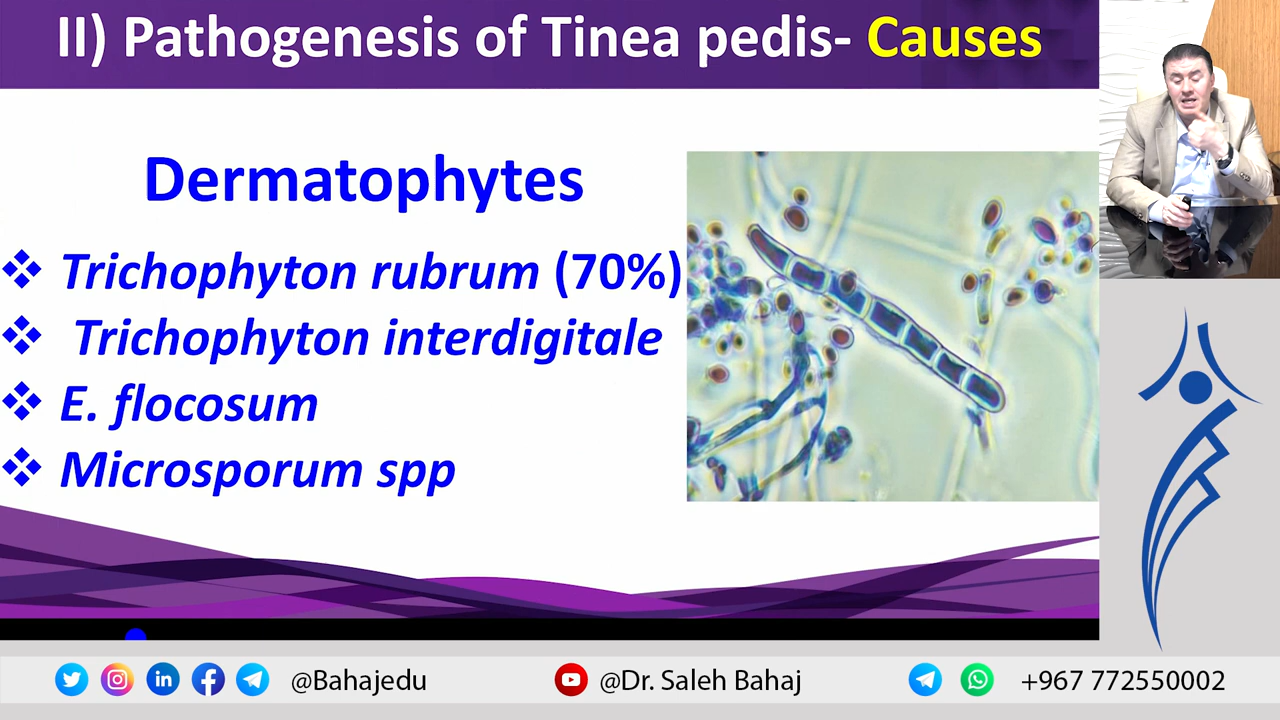 II) Pathogenesis of Tinea pedis- Causes
Dermatophytes
❖ Trichophyton rubrum (70%)
❖ Trichophyton interdigitale
❖ E. flocosum
❖ Microsporum spp
@Bahajedu
@Dr. Saleh Bahaj
+967 772550002